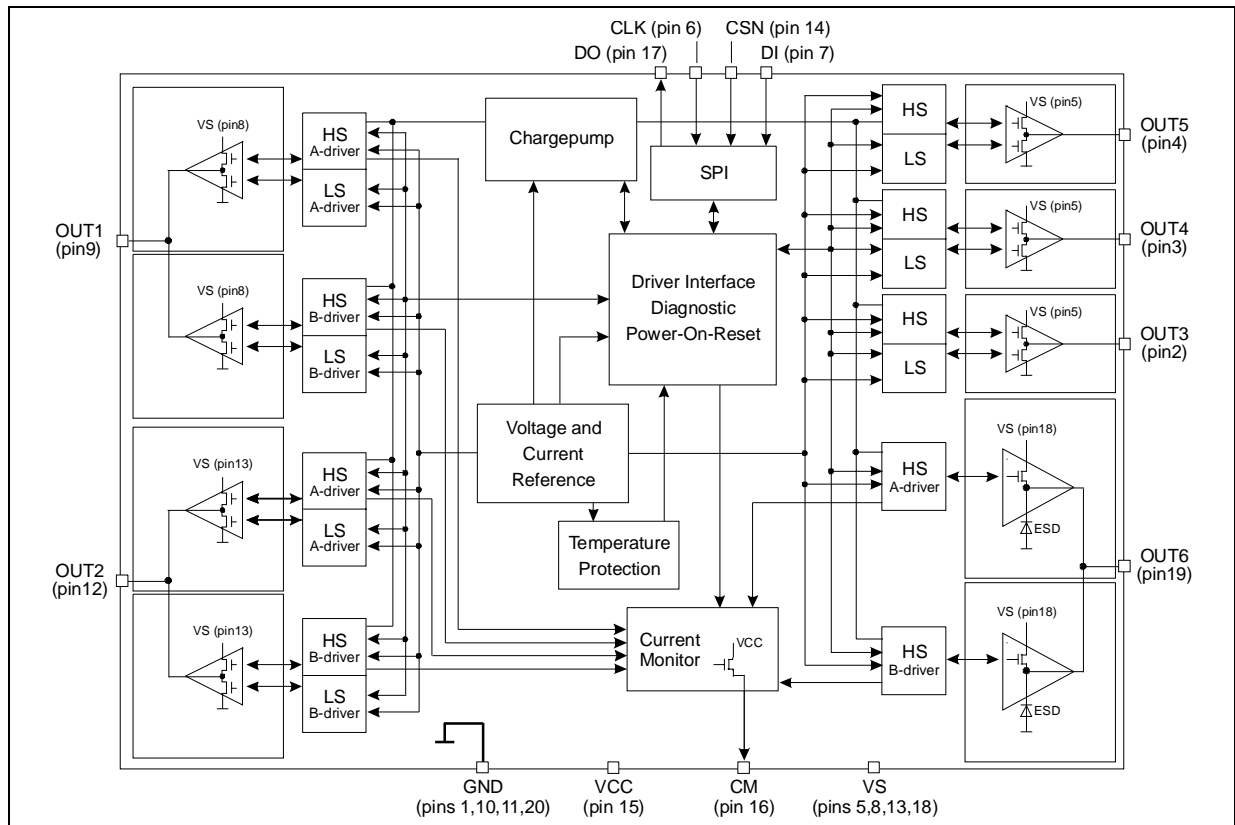 CLK (pin 6)
CSN (pin 14)
DO (pin 17)
DI (pin 7)
VS (pin8)
HS
A-driver
LS
A-driver
OUT1
(pin9)
VS (pin8)
HS
B-driver
LS
B-driver
VS (pin13)
HS
A-driver
LS
A-driver
OUT2
(pin12)
VS (pin13)
HS
B-driver
LS
B-driver
Chargepump
SPI
Driver Interface
Diagnostic
Power-On-Reset
Voltage and
Current
Reference
Temperature
Protection
Current
Monitor
VCC
HS
LS
VS (pin5)
OUT5
(pin4)
HS
LS
VS (pin5)
OUT4
(pin3)
HS
LS
VS (pin5)
OUT3
(pin2)
HS
A-driver
VS (pin18)
ESD
OUT6
(pin19)
HS
B-driver
VS (pin18)
ESD
GND
(pins 1,10,11,20)
VCC
(pin 15)
CM
(pin 16)
VS
(pins 5,8,13,18)